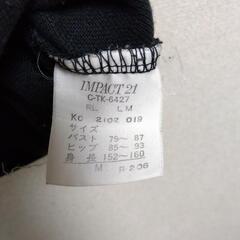 IMPACT 21
C-TK-6427
RL LM
KC 2102 019
サイズ
バスト 79〜87
ヒップ 85〜93
身長 152〜160
M P206